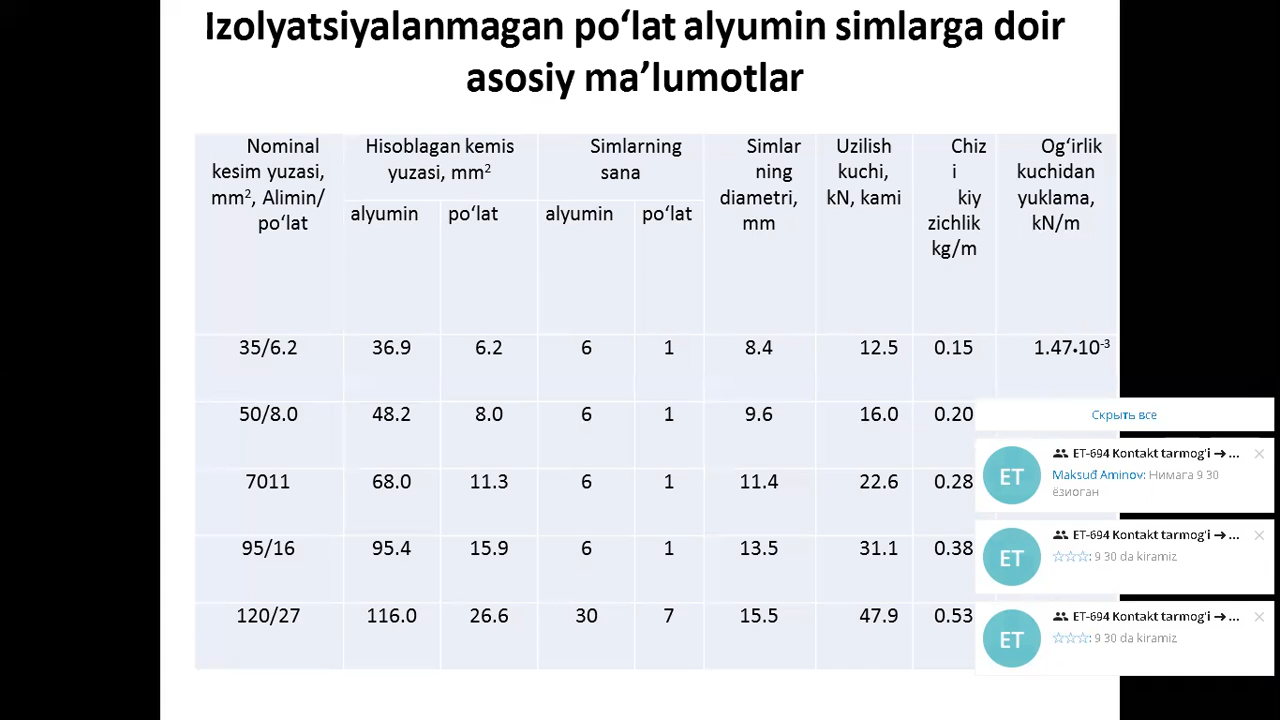 Izolyatsiyalanmagan po‘lat alyumin simlarga doir
asosiy ma’lumotlar
Nominal
kesim yuzasi,
mm², Alimin/
po‘lat
Hisoblagan kemis
yuzasi, mm²
Simlarning
sana
Simlar
ning
diametri,
mm
Uzilish
kuchi,
kN, kami
Chiz
i
kiy
zichlik
kg/m
Og‘irlik
kuchidan
yuklama,
kN/m
alyumin po‘lat alyumin po‘lat
35/6.2 36.9 6.2 6 1 8.4 12.5 0.15 1.47·10⁻³
50/8.0 48.2 8.0 6 1 9.6 16.0 0.20
7011 68.0 11.3 6 1 11.4 22.6 0.28
95/16 95.4 15.9 6 1 13.5 31.1 0.38
120/27 116.0 26.6 30 7 15.5 47.9 0.53
Скрыть все
ET
ET-694 Kontakt tarmog'i → ...
Maksud Aminov: Нимага 9 30
ёзиоган
ET
ET-694 Kontakt tarmog'i → ...
☆☆☆: 9 30 da kiramiz
ET
ET-694 Kontakt tarmog'i → ...
☆☆☆: 9 30 da kiramiz